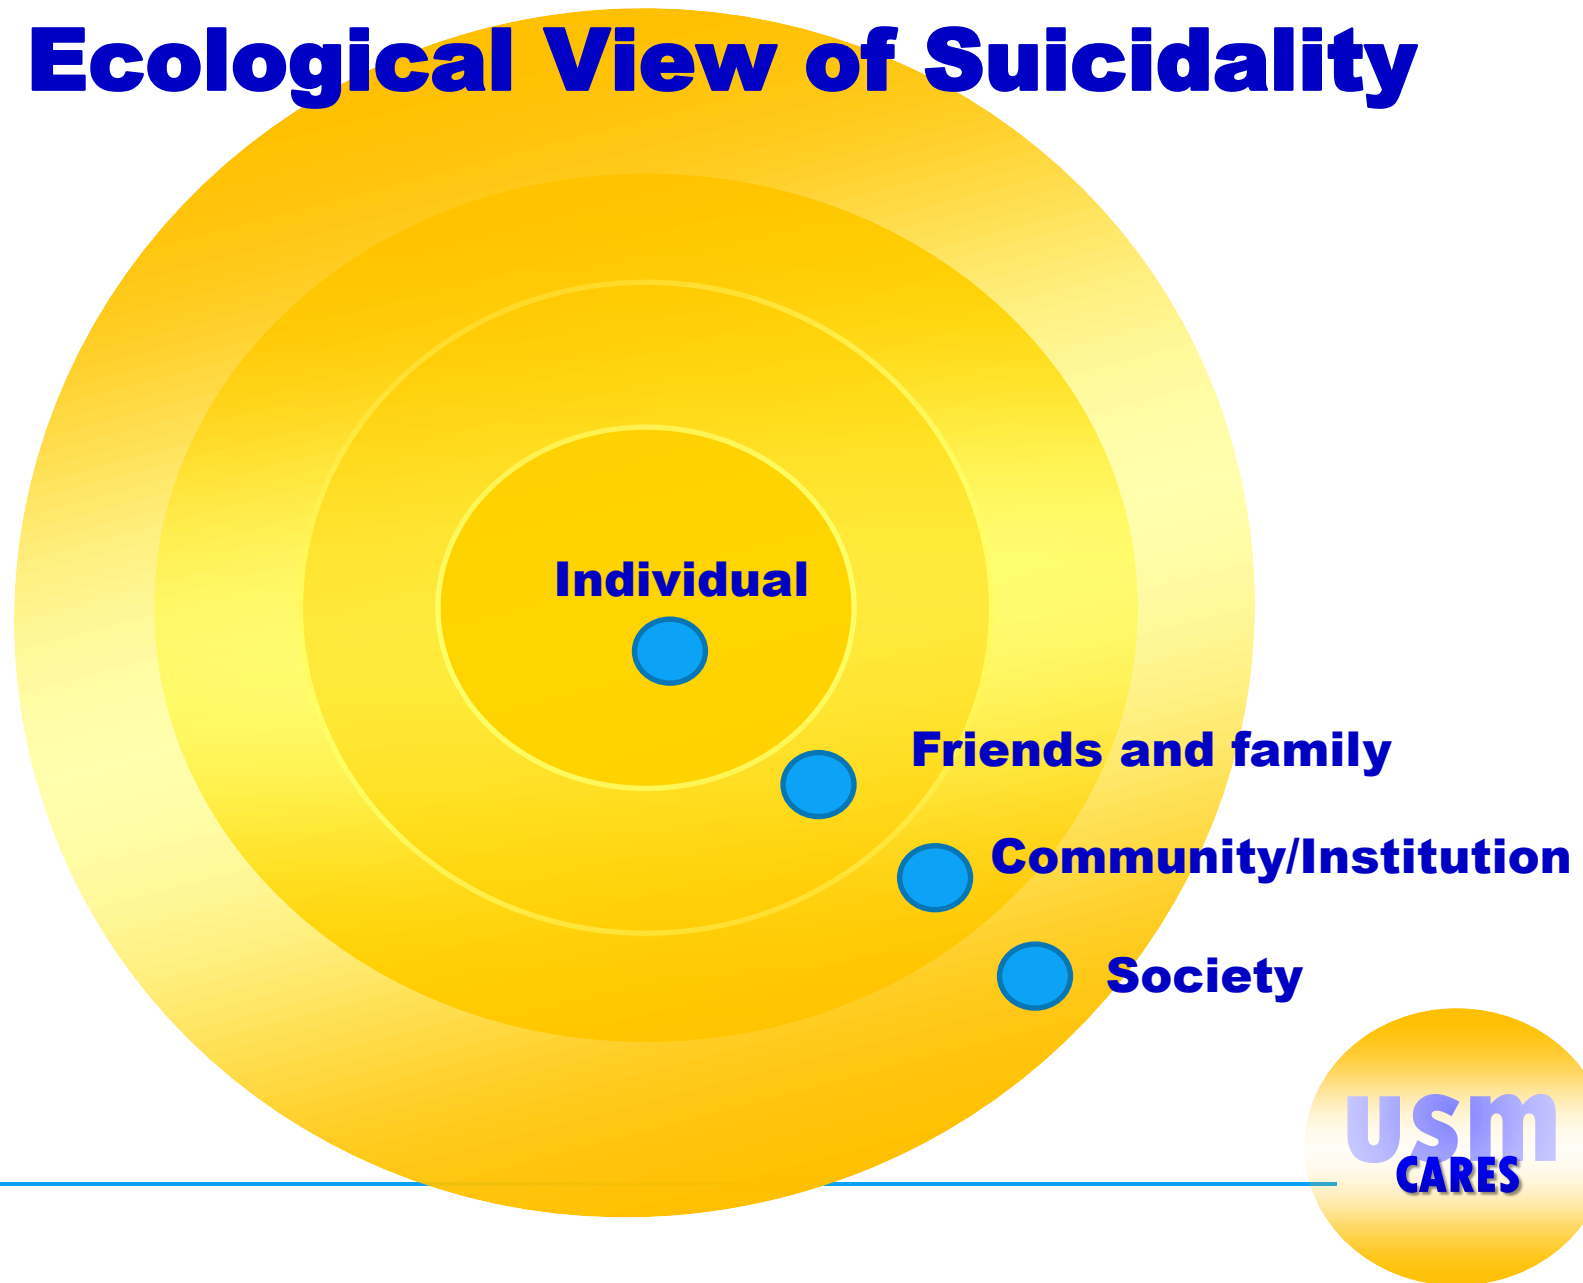 Ecological View of Suicidality
Individual
Friends and family
Community/Institution
Society
usm
CARES